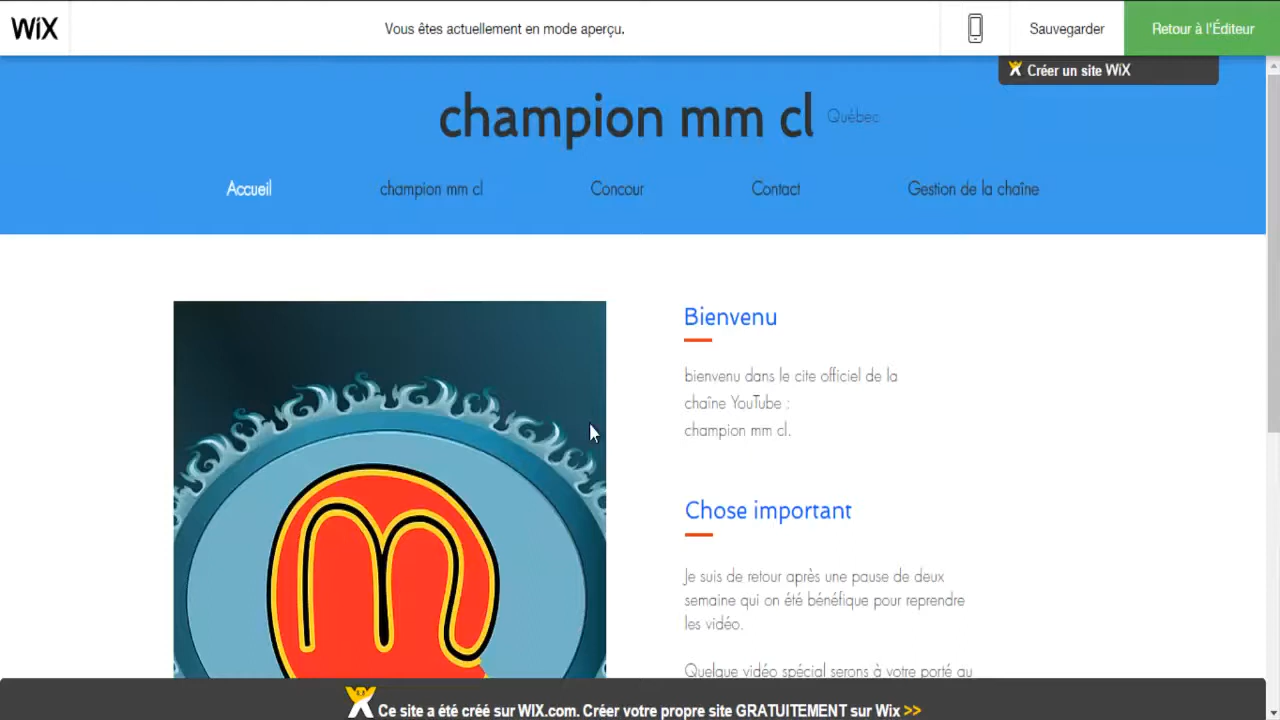 WiX
Vous êtes actuellement en mode aperçu.
Sauvegarder
Retour à l'Éditeur
Créer un site WiX
champion mm cl
Québec
Accueil
champion mm cl
Concour
Contact
Gestion de la chaîne
Bienvenu
bienvenu dans le cite officiel de la
chaîne YouTube :
champion mm cl.
Chose important
Je suis de retour après une pause de deux
semaine qui on été bénéfique pour reprendre
les vidéo.
Quelque vidéo spécial serons à votre porté au
m
Ce site a été créé sur WIX.com. Créer votre propre site GRATUITEMENT sur Wix >>